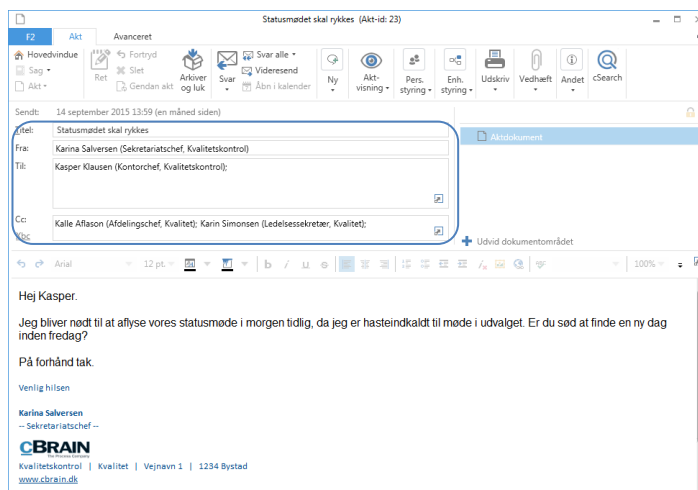 Statusmødet skal rykkes (Akt-id: 23)
F2 Akt Avanceret
Hovedvindue
Sag
Akt
Ret
Fortryd
Slet
Gendan akt
Arkiver og luk
Svar
Svar alle
Videresend
Åbn i kalender
Ny
Akt-visning
Pers. styring
Enh. styring
Udskriv
Vedhæft
Andet
cSearch
Sendt: 14 september 2015 13:59 (en måned siden)
Titel: Statusmødet skal rykkes
Fra: Karina Salversen (Sekretariatschef, Kvalitetskontrol)
Til: Kasper Klausen (Kontorchef, Kvalitetskontrol);
Cc: Kalle Aflason (Afdelingschef, Kvalitet); Karin Simonsen (Ledelsessekretær, Kvalitet);
Xbc
Aktdokument
Udvid dokumentområdet
Arial 12 pt. b i u s 100%
Hej Kasper.
Jeg bliver nødt til at aflyse vores statusmøde i morgen tidlig, da jeg er hasteindkaldt til møde i udvalget. Er du sød at finde en ny dag
inden fredag?
På forhånd tak.
Venlig hilsen
Karina Salversen
-- Sekretariatschef --
cBRAIN
The Process Company
Kvalitetskontrol | Kvalitet | Vejnavn 1 | 1234 Bystad
www.cbrain.dk